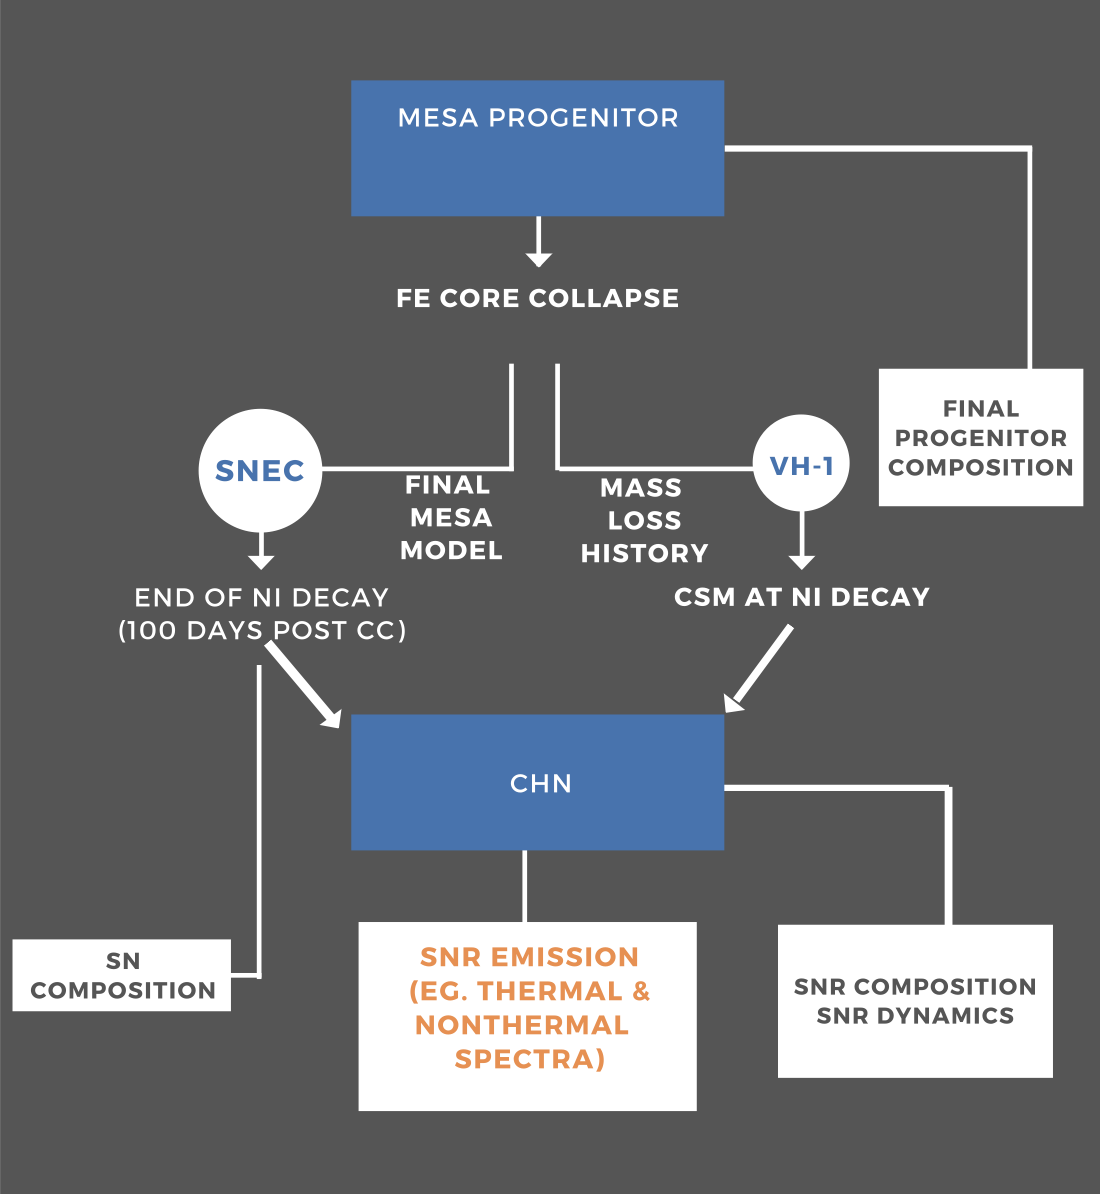 MESA PROGENITOR
FE CORE COLLAPSE
FINAL
PROGENITOR
COMPOSITION
SNEC
VH-1
FINAL
MESA
MODEL
MASS
LOSS
HISTORY
END OF NI DECAY
(100 DAYS POST CC)
CSM AT NI DECAY
CHN
SN
COMPOSITION
SNR EMISSION
(EG. THERMAL &
NONTHERMAL
SPECTRA)
SNR COMPOSITION
SNR DYNAMICS